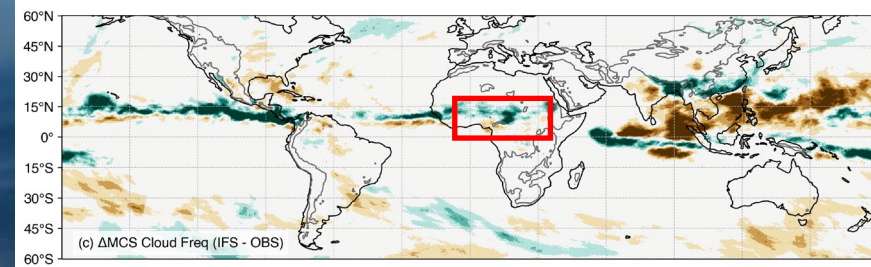 60°N
45°N
30°N
15°N
0°
15°S
30°S
45°S
60°S
(c) ΔMCS Cloud Freq (IFS - OBS)